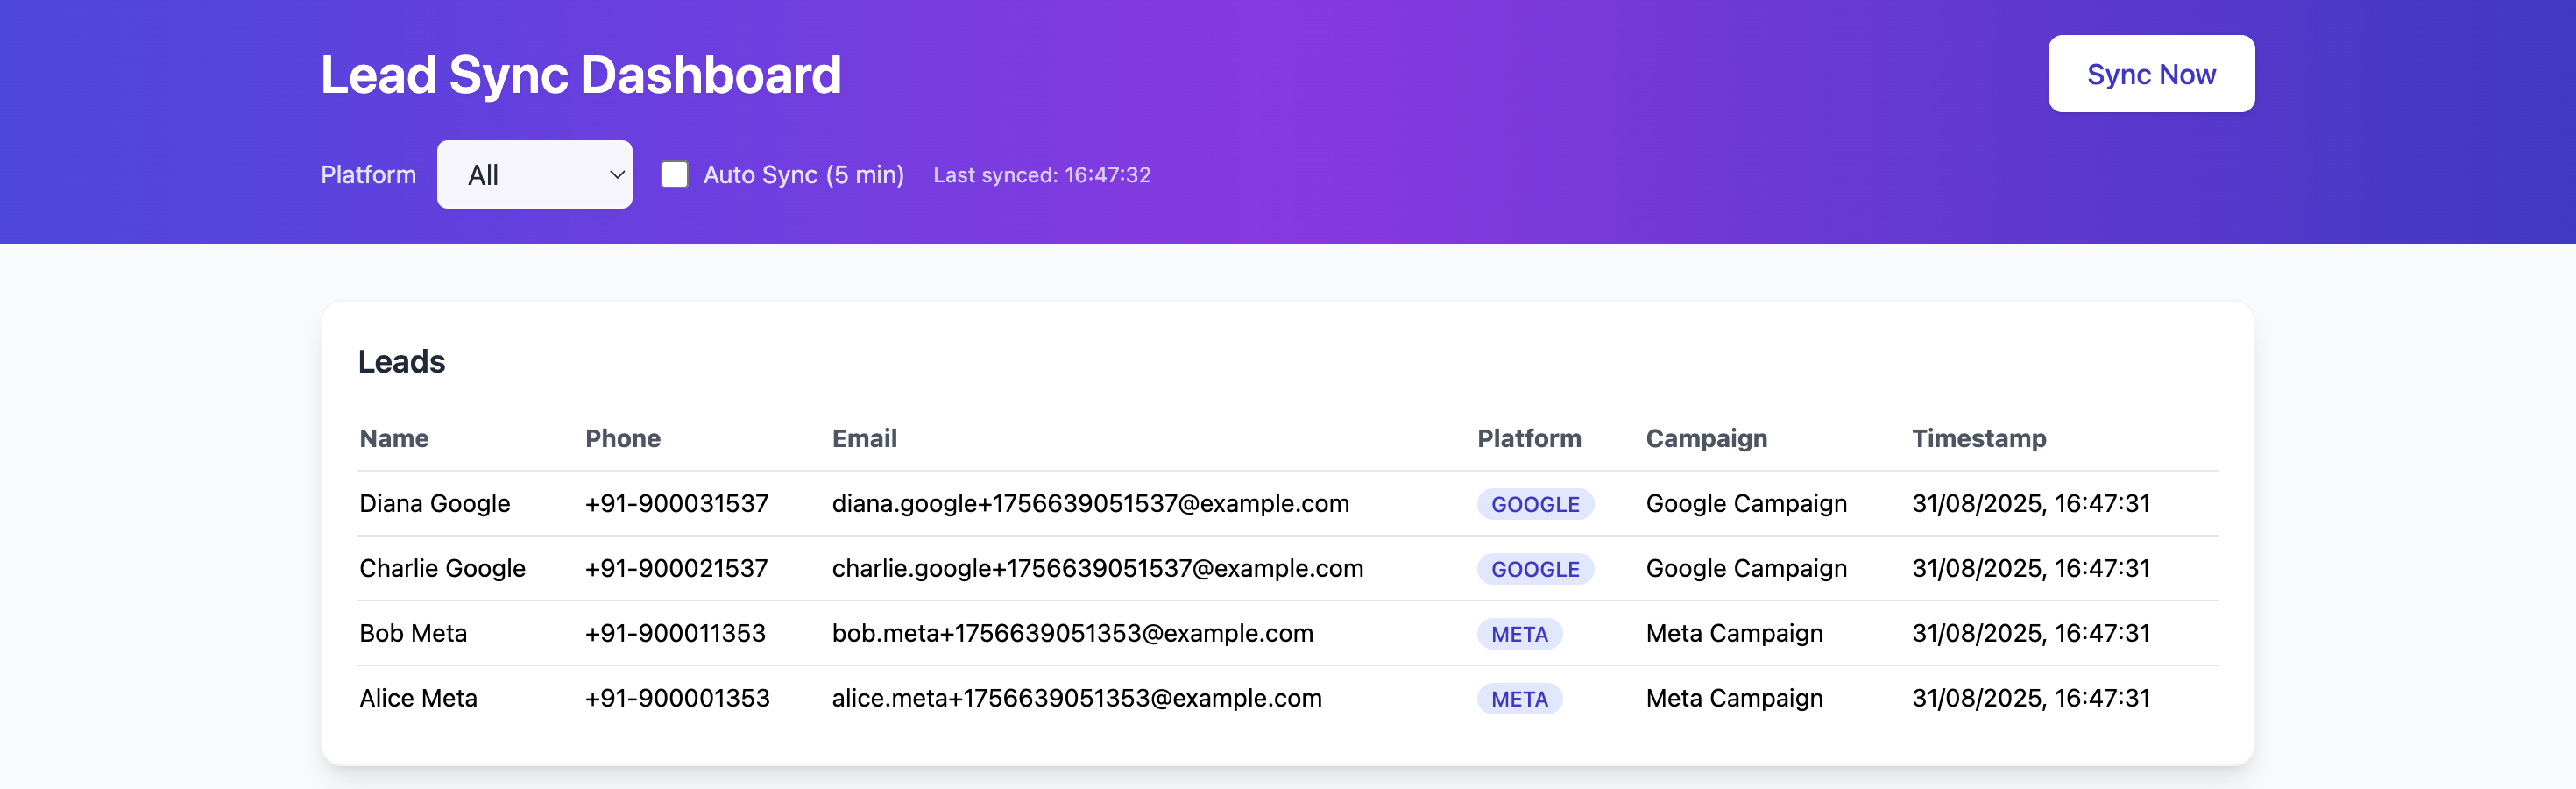 Lead Sync Dashboard
Sync Now
Platform All Auto Sync (5 min) Last synced: 16:47:32
Leads
Name Phone Email Platform Campaign Timestamp
Diana Google +91-900031537 diana.google+1756639051537@example.com GOOGLE Google Campaign 31/08/2025, 16:47:31
Charlie Google +91-900021537 charlie.google+1756639051537@example.com GOOGLE Google Campaign 31/08/2025, 16:47:31
Bob Meta +91-900011353 bob.meta+1756639051353@example.com META Meta Campaign 31/08/2025, 16:47:31
Alice Meta +91-900001353 alice.meta+1756639051353@example.com META Meta Campaign 31/08/2025, 16:47:31